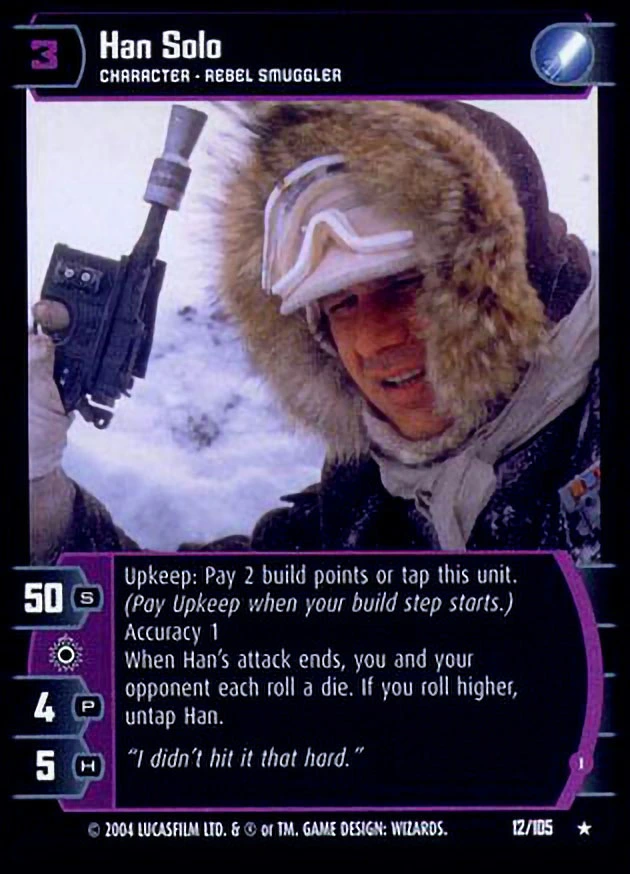 3
Han Solo
CHARACTER - REBEL SMUGGLER
50 S
4 P
5 H
Upkeep: Pay 2 build points or tap this unit.
(Pay Upkeep when your build step starts.)
Accuracy 1
When Han's attack ends, you and your
opponent each roll a die. If you roll higher,
untap Han.
"I didn't hit it that hard."
1
© 2004 LUCASFILM LTD. & ® or TM. GAME DESIGN: WIZARDS.
12/105